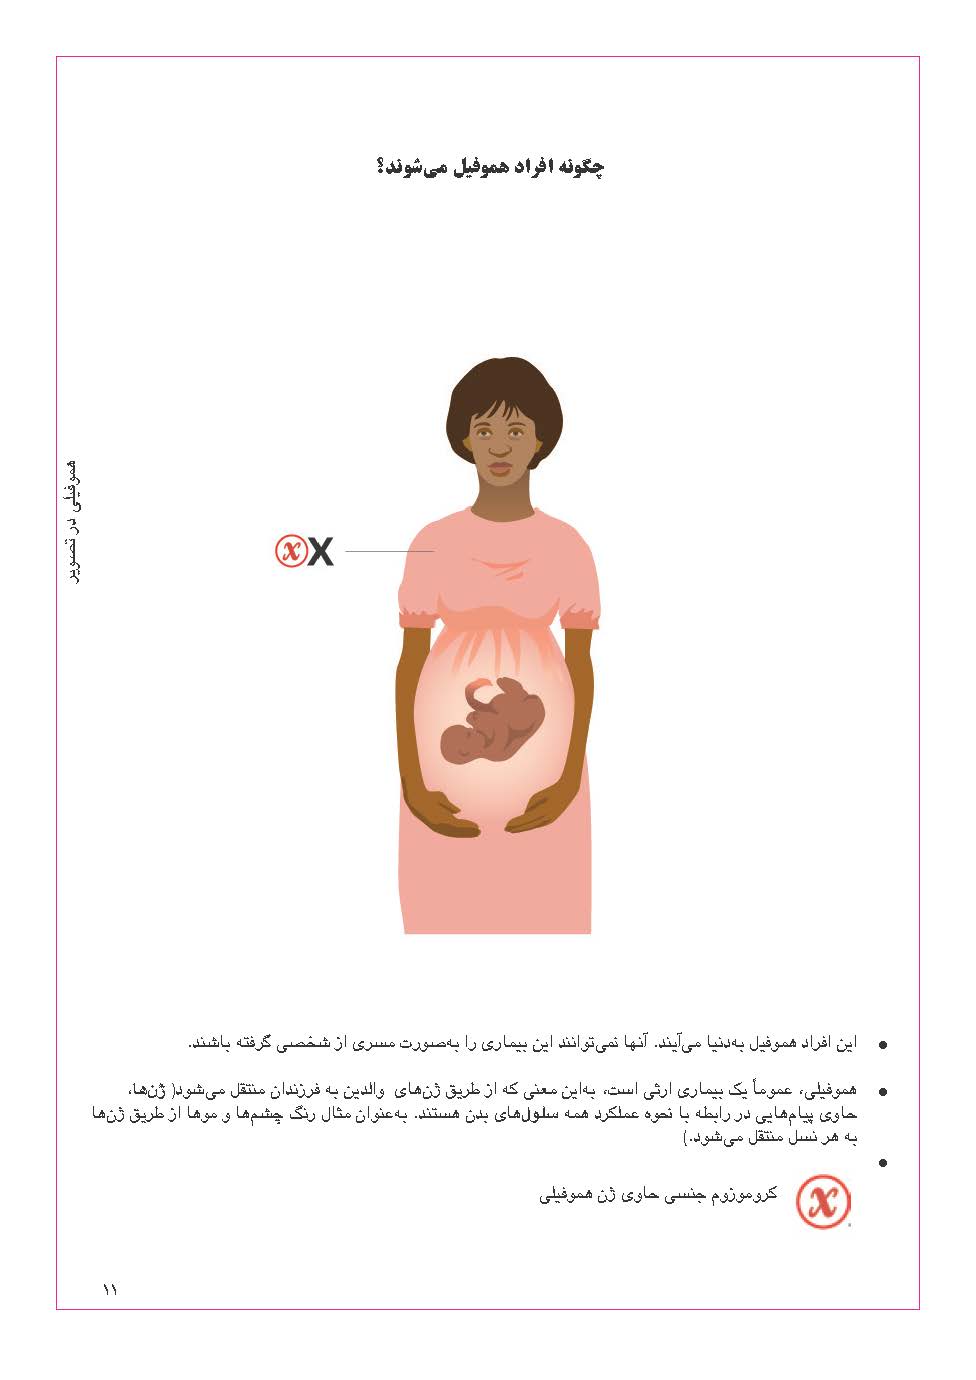 چگونه افراد هموفیل می‌شوند؟
هموفیلی در تصویر
x X
این افراد هموفیل به‌دنیا می‌آیند. آنها نمی‌توانند این بیماری را به‌صورت مسری از شخصی گرفته باشند.
هموفیلی، عموماً یک بیماری ارثی است، به‌این معنی که از طریق ژن‌های والدین به فرزندان منتقل می‌شود( ژن‌ها،
حاوی پیام‌هایی در رابطه با نحوه عملکرد همه سلول‌های بدن هستند. به‌عنوان مثال رنگ چشم‌ها و موها از طریق ژن‌ها
به هر نسل منتقل می‌شود.)
x کروموزوم جنسی حاوی ژن هموفیلی
۱۱